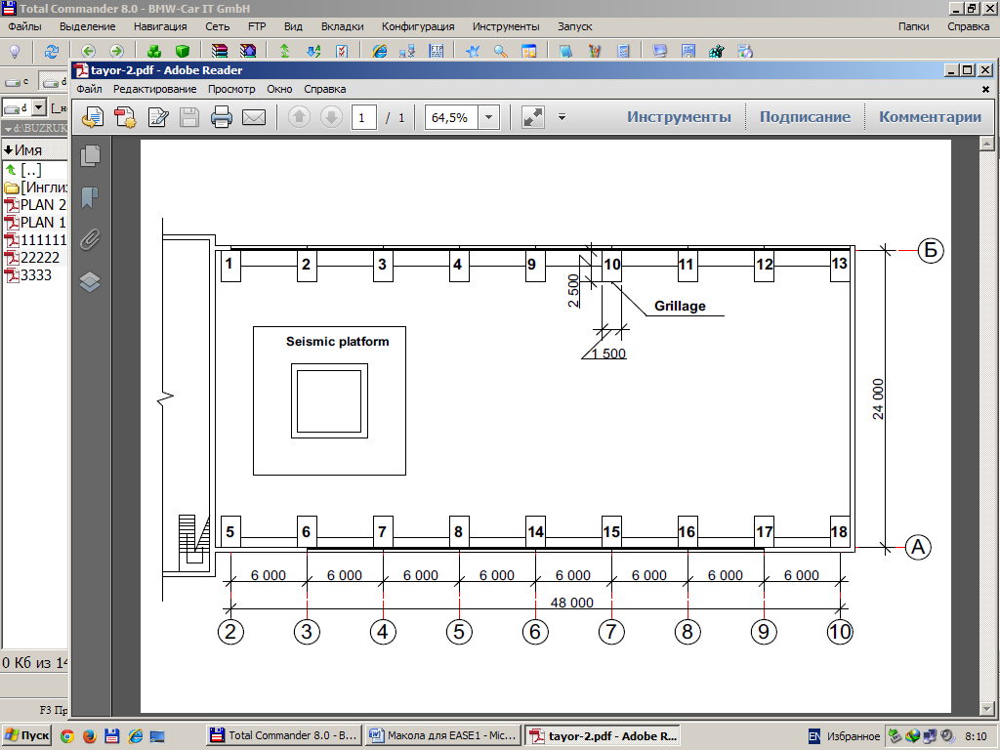 Total Commander 8.0 - BMW-Car IT GmbH
Файлы Выделение Навигация Сеть FTP Вид Вкладки Конфигурация Инструменты Запуск Папки Справка
tayor-2.pdf - Adobe Reader
Файл Редактирование Просмотр Окно Справка
1 / 1 64,5% Инструменты Подписание Комментарии
c d
d [_н
d:\BUZRUK
Имя
[..]
[Инглиз
PLAN 2
PLAN 1
111111
22222
3333
0 Кб из 14
F3 Пр
1 2 3 4 9 10 11 12 13
Б
2 500
Grillage
1 500
Seismic platform
24 000
5 6 7 8 14 15 16 17 18
А
6 000 6 000 6 000 6 000 6 000 6 000 6 000 6 000
48 000
2 3 4 5 6 7 8 9 10
Пуск Total Commander 8.0 - B... Макола для EASE1 - Mic... tayor-2.pdf - Adobe R... EN Избранное 8:10